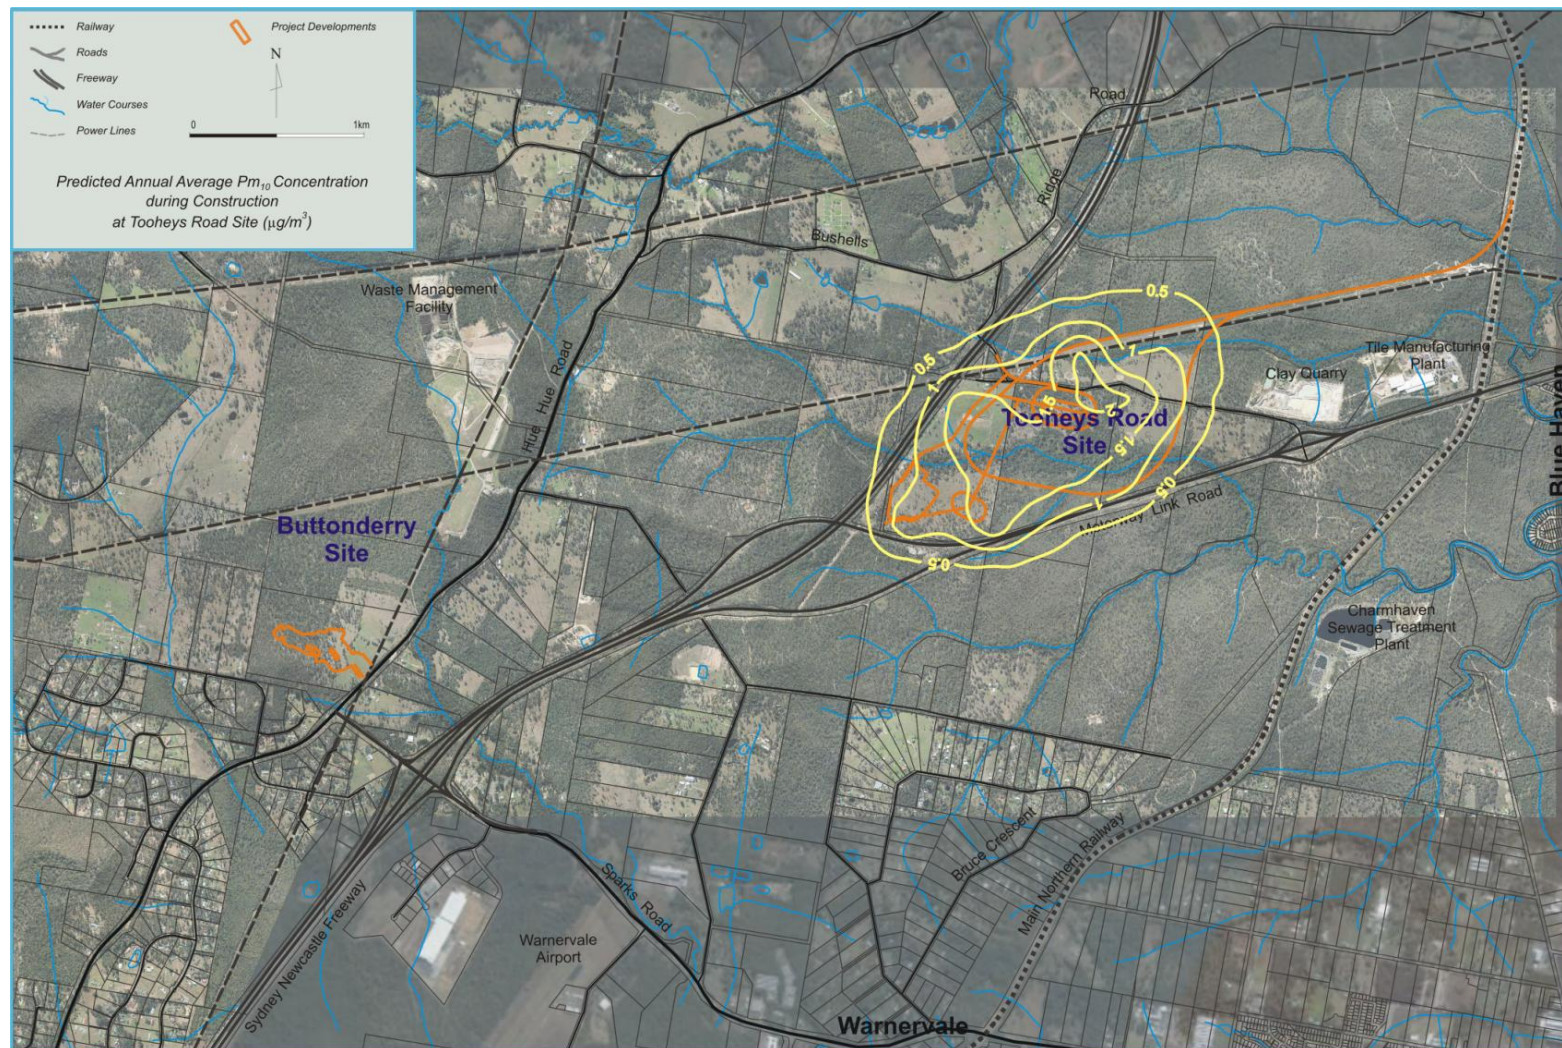 Railway
Project Developments
Roads
N
Freeway
Water Courses
0 1km
Power Lines
Predicted Annual Average Pm₁₀ Concentration
during Construction
at Tooheys Road Site (µg/m³)
Road
Ridge
Bushells
Waste Management
Facility
Hue Hue Road
0.5
0.5
1
1
Tile Manufacturing
Plant
Clay Quarry
1.5
2
Tooheys Road
Site
1.5
Blue Haven
0.5
1
Motorway Link Road
0.5
Buttonderry
Site
Charmhaven
Sewage Treatment
Plant
Bruce Crescent
Main Northern Railway
Sparks Road
Sydney Newcastle Freeway
Warnervale
Airport
Warnervale